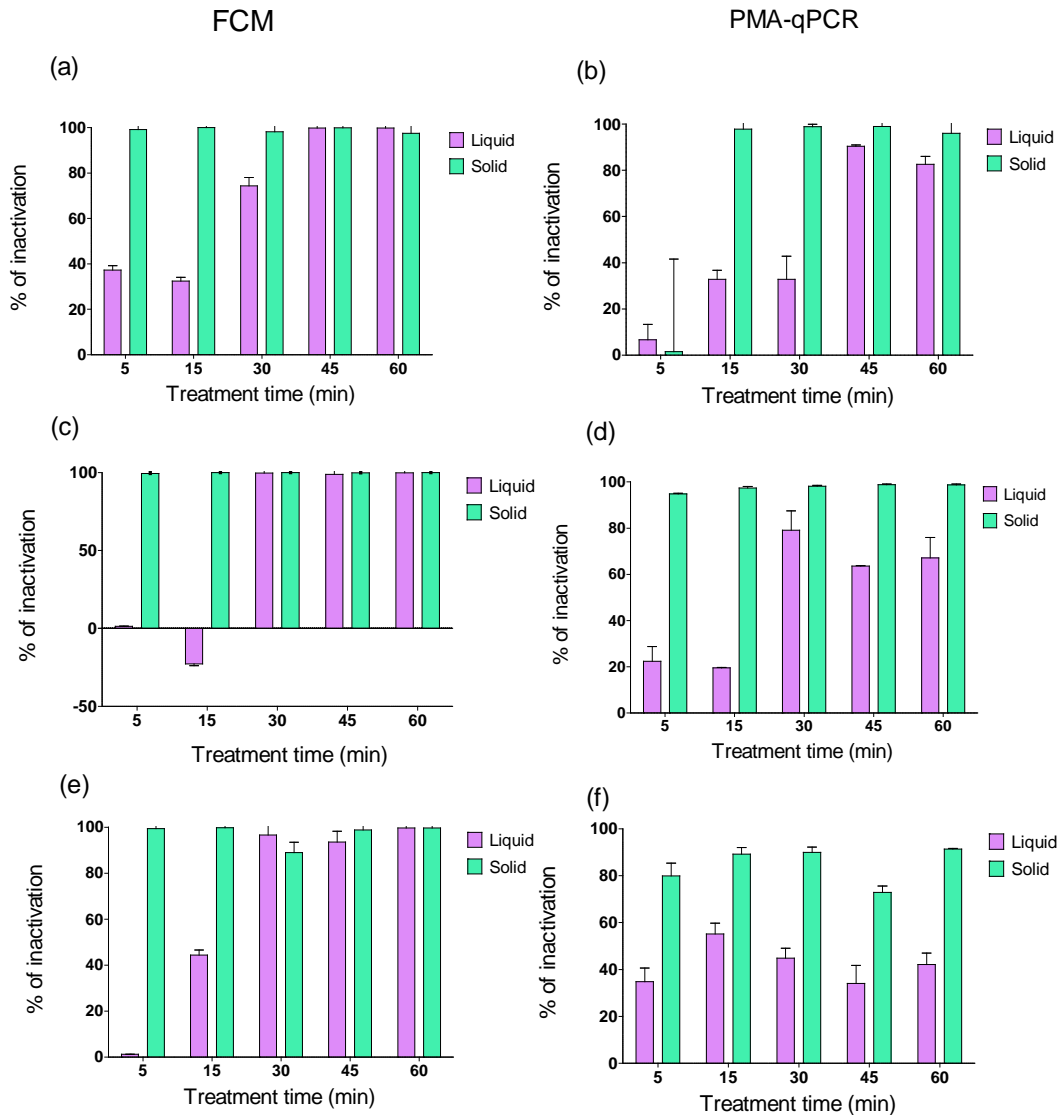 FCM
PMA-qPCR
(a)
% of inactivation
100
80
60
40
20
0
5 15 30 45 60
Treatment time (min)
Liquid
Solid
(b)
% of inactivation
100
80
60
40
20
0
5 15 30 45 60
Treatment time (min)
Liquid
Solid
(c)
% of inactivation
100
50
0
-50
5 15 30 45 60
Treatment time (min)
Liquid
Solid
(d)
% of inactivation
100
80
60
40
20
0
5 15 30 45 60
Treatment time (min)
Liquid
Solid
(e)
% of inactivation
100
80
60
40
20
0
5 15 30 45 60
Treatment time (min)
Liquid
Solid
(f)
% of inactivation
100
80
60
40
20
0
5 15 30 45 60
Treatment time (min)
Liquid
Solid